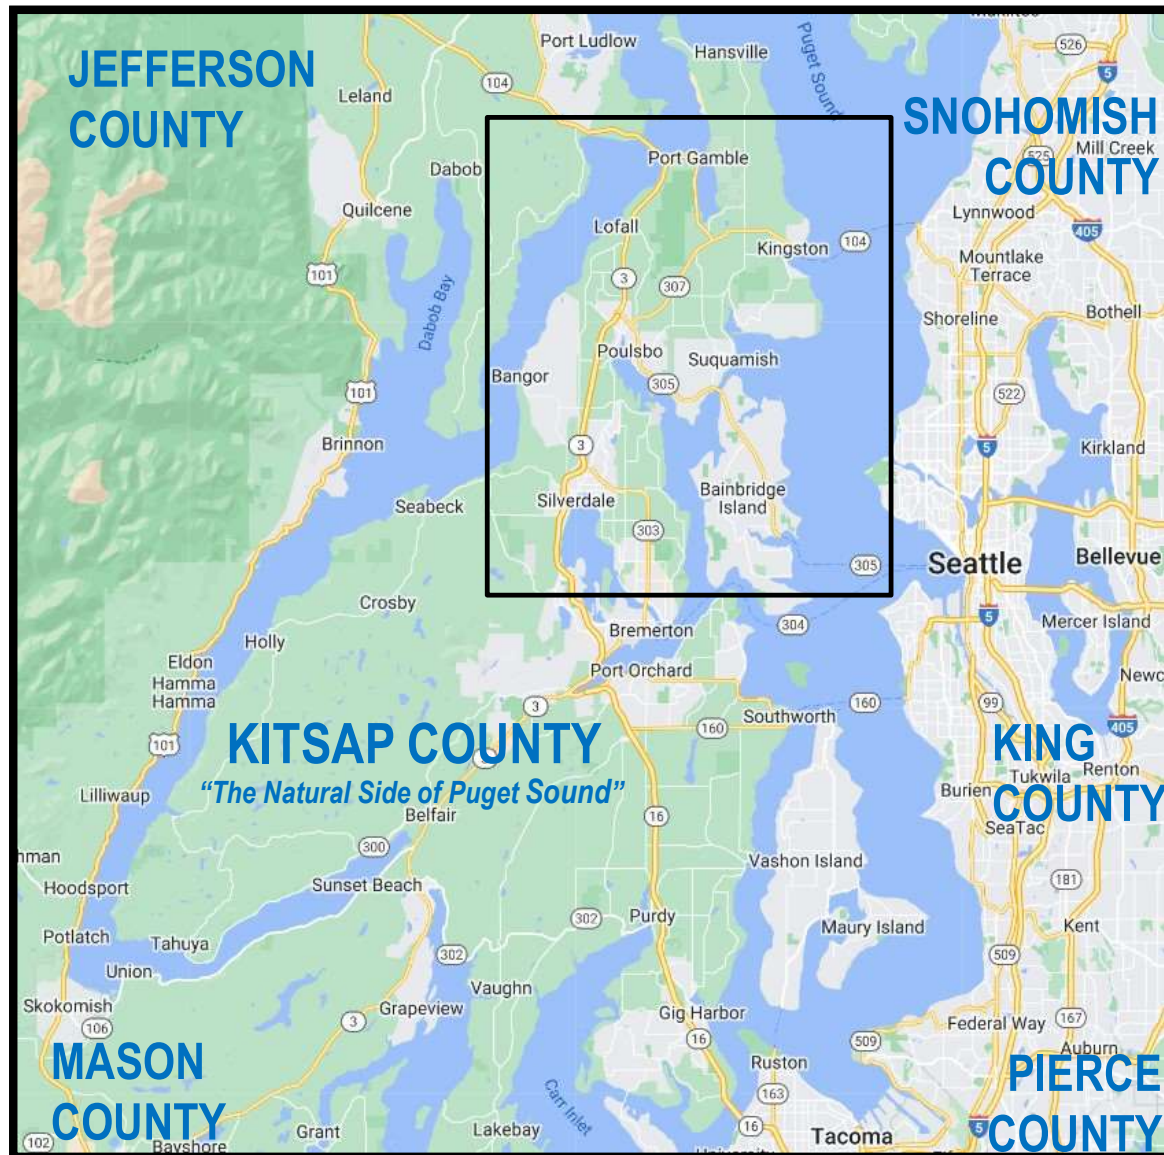 Port Ludlow
Hansville
Puget Sound
526
5
JEFFERSON
COUNTY
104
Leland
SNOHOMISH
COUNTY
525
Mill Creek
Port Gamble
Dabob
Quilcene
Lofall
Lynnwood
405
Kingston
104
Mountlake
Terrace
101
3
307
Dabob Bay
Shoreline
Bothell
Poulsbo
Suquamish
Bangor
305
101
522
Brinnon
3
5
Kirkland
Seabeck
Silverdale
Bainbridge
Island
303
305
Seattle
Bellevue
Crosby
304
5
Mercer Island
Bremerton
Holly
Eldon
Hamma
Hamma
Port Orchard
Newc
3
160
99
Southworth
160
405
101
KITSAP COUNTY
3
“The Natural Side of Puget Sound”
KING
COUNTY
Tukwila
Renton
Burien
Lilliwaup
Belfair
16
SeaTac
300
hman
Vashon Island
Hoodsport
Sunset Beach
181
302
Purdy
Maury Island
Kent
Potlatch
Tahuya
302
509
Union
Vaughn
Skokomish
Grapeview
Gig Harbor
106
3
16
Federal Way
167
509
Auburn
MASON
COUNTY
Ruston
PIERCE
COUNTY
163
Carr Inlet
102
Grant
Lakebay
16
5
Tacoma
Bayshore